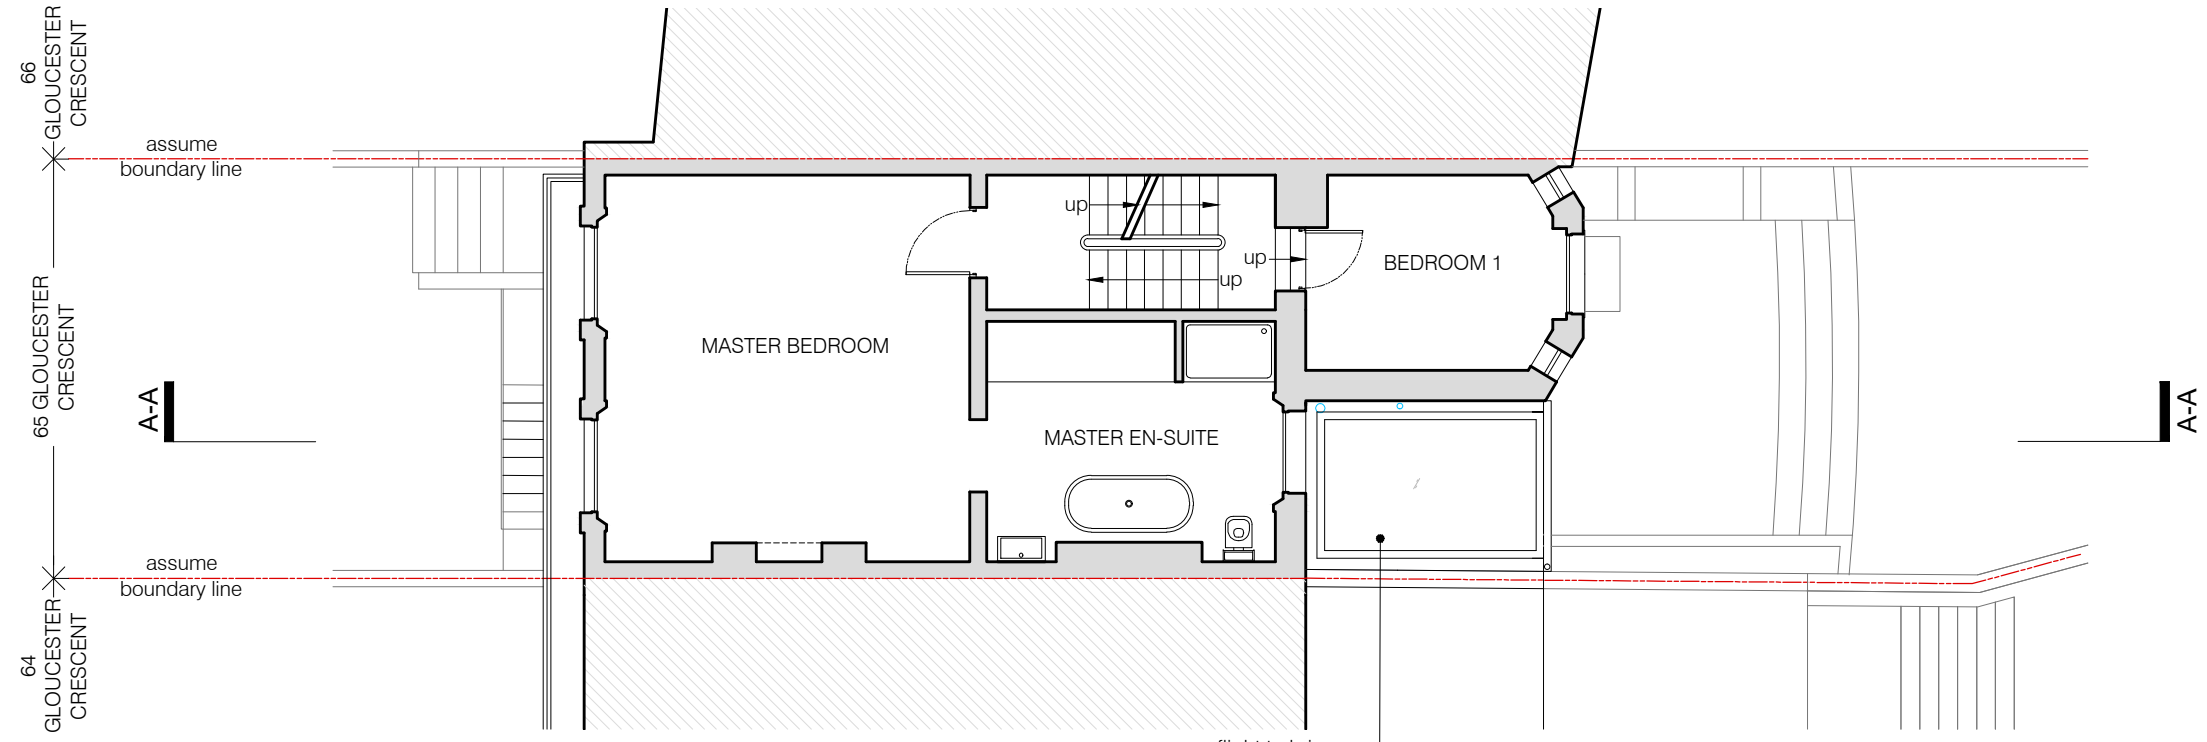 66
GLOUCESTER
CRESCENT
assume
boundary line
up
up
up
BEDROOM 1
65 GLOUCESTER
CRESCENT
MASTER BEDROOM
A-A
A-A
MASTER EN-SUITE
assume
boundary line
64
GLOUCESTER
CRESCENT